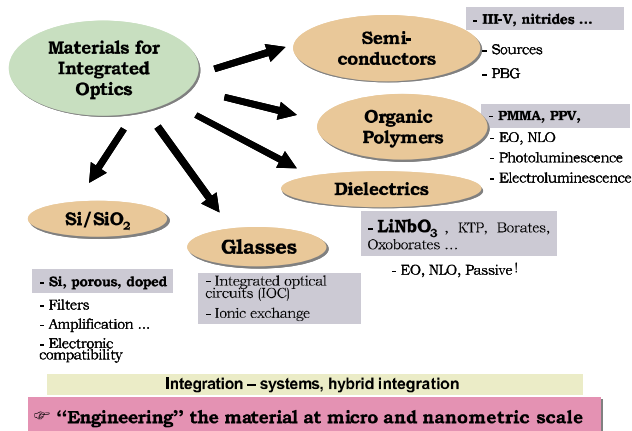 Materials for
Integrated
Optics
Semi-
conductors
- III-V, nitrides ...
- Sources
- PBG
Organic
Polymers
- PMMA, PPV,
- EO, NLO
- Photoluminescence
- Electroluminescence
Dielectrics
- LiNbO₃ , KTP, Borates,
Oxoborates ...
- EO, NLO, Passive!
Si/SiO₂
- Si, porous, doped
- Filters
- Amplification ...
- Electronic
compatibility
Glasses
- Integrated optical
circuits (IOC)
- Ionic exchange
Integration – systems, hybrid integration
☞ “Engineering” the material at micro and nanometric scale